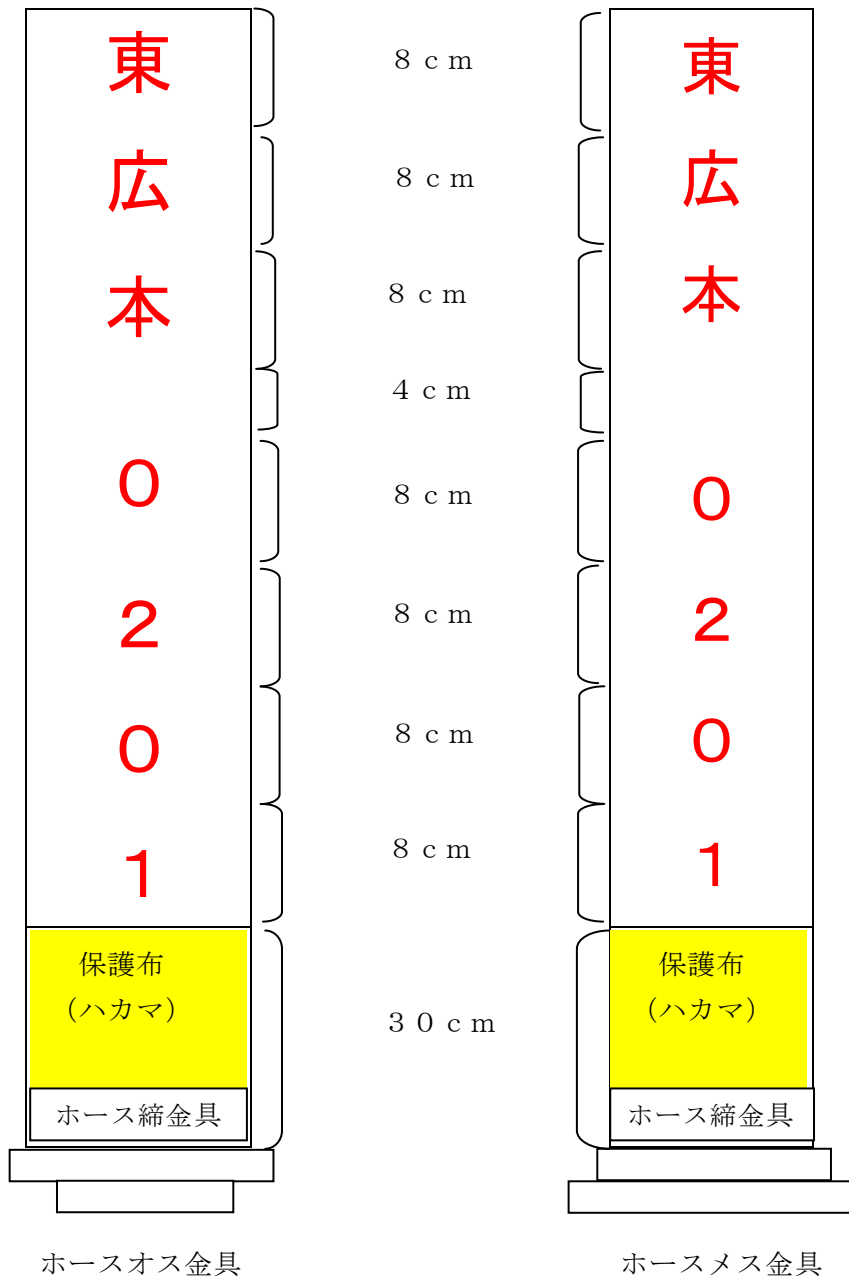 東
広
本
０
２
０
１
保護布
（ハカマ）
ホース締金具
ホースオス金具
８ｃｍ
８ｃｍ
８ｃｍ
４ｃｍ
８ｃｍ
８ｃｍ
８ｃｍ
８ｃｍ
３０ｃｍ
東
広
本
０
２
０
１
保護布
（ハカマ）
ホース締金具
ホースメス金具